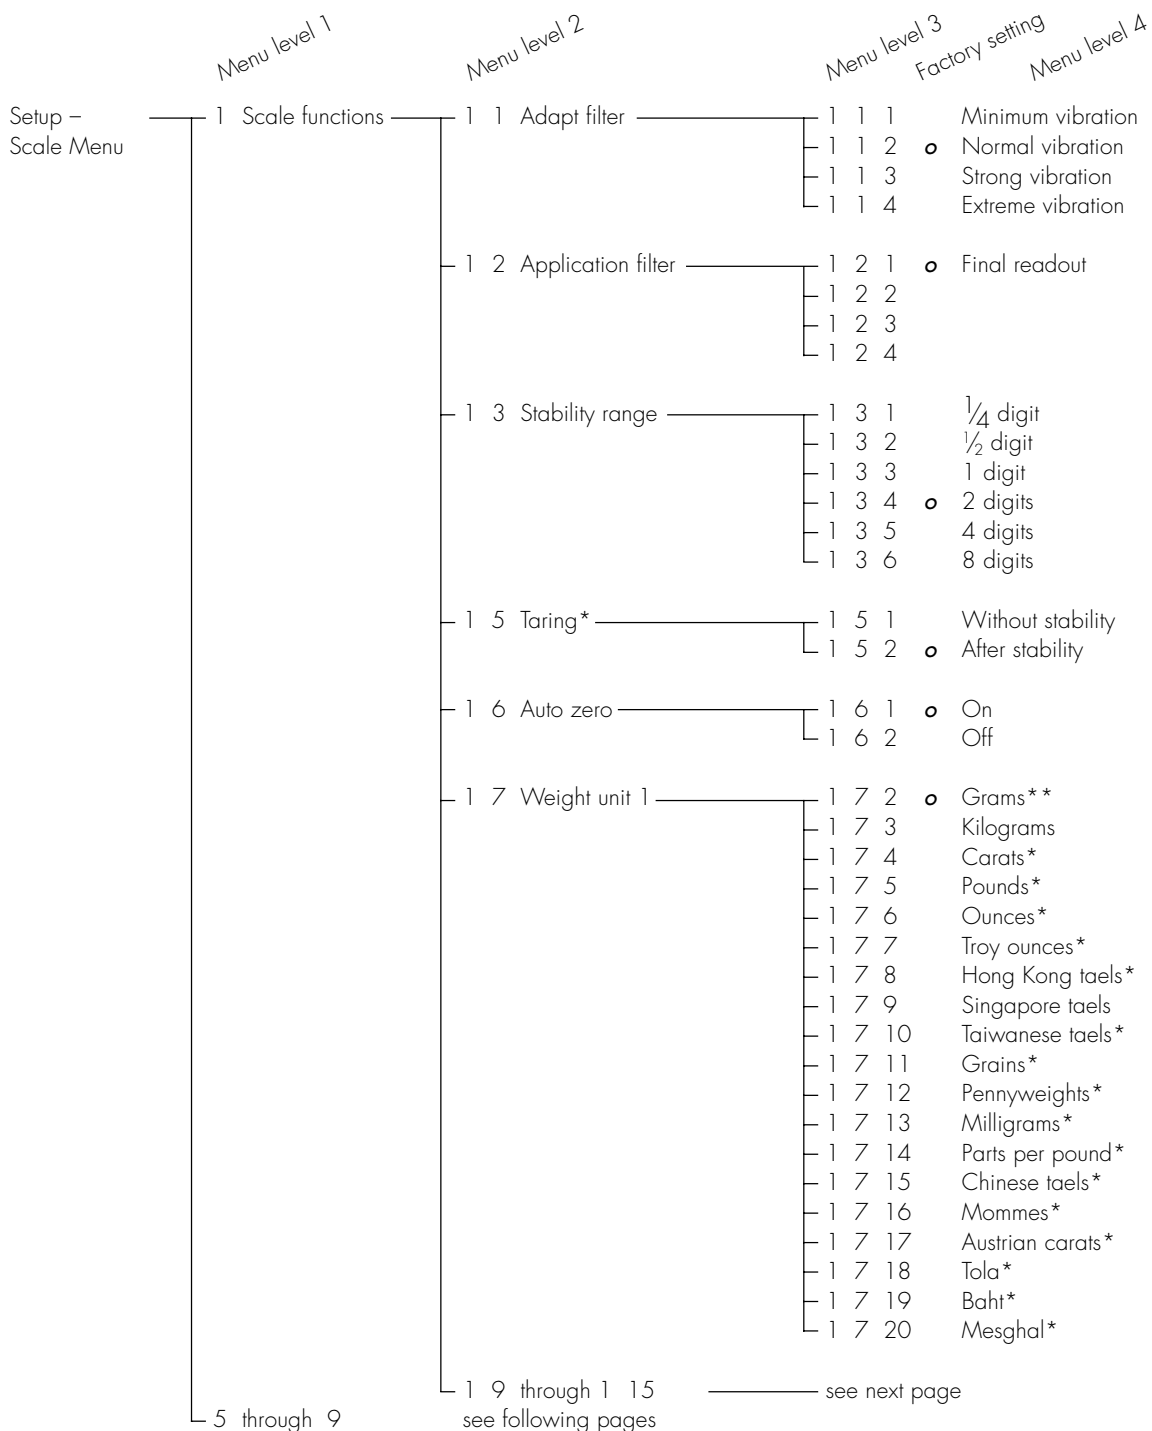 Menu level 1 Menu level 2 Menu level 3 Factory setting Menu level 4
Setup – 1 Scale functions 1 1 Adapt filter 1 1 1 Minimum vibration
Scale Menu 1 1 2 o Normal vibration
1 1 3 Strong vibration
1 1 4 Extreme vibration
1 2 Application filter 1 2 1 o Final readout
1 2 2
1 2 3
1 2 4
1 3 Stability range 1 3 1 1/4 digit
1 3 2 ½ digit
1 3 3 1 digit
1 3 4 o 2 digits
1 3 5 4 digits
1 3 6 8 digits
1 5 Taring* 1 5 1 Without stability
1 5 2 o After stability
1 6 Auto zero 1 6 1 o On
1 6 2 Off
1 7 Weight unit 1 1 7 2 o Grams**
1 7 3 Kilograms
1 7 4 Carats*
1 7 5 Pounds*
1 7 6 Ounces*
1 7 7 Troy ounces*
1 7 8 Hong Kong taels*
1 7 9 Singapore taels
1 7 10 Taiwanese taels*
1 7 11 Grains*
1 7 12 Pennyweights*
1 7 13 Milligrams*
1 7 14 Parts per pound*
1 7 15 Chinese taels*
1 7 16 Mommes*
1 7 17 Austrian carats*
1 7 18 Tola*
1 7 19 Baht*
1 7 20 Mesghal*
1 9 through 1 15 see next page
5 through 9 see following pages